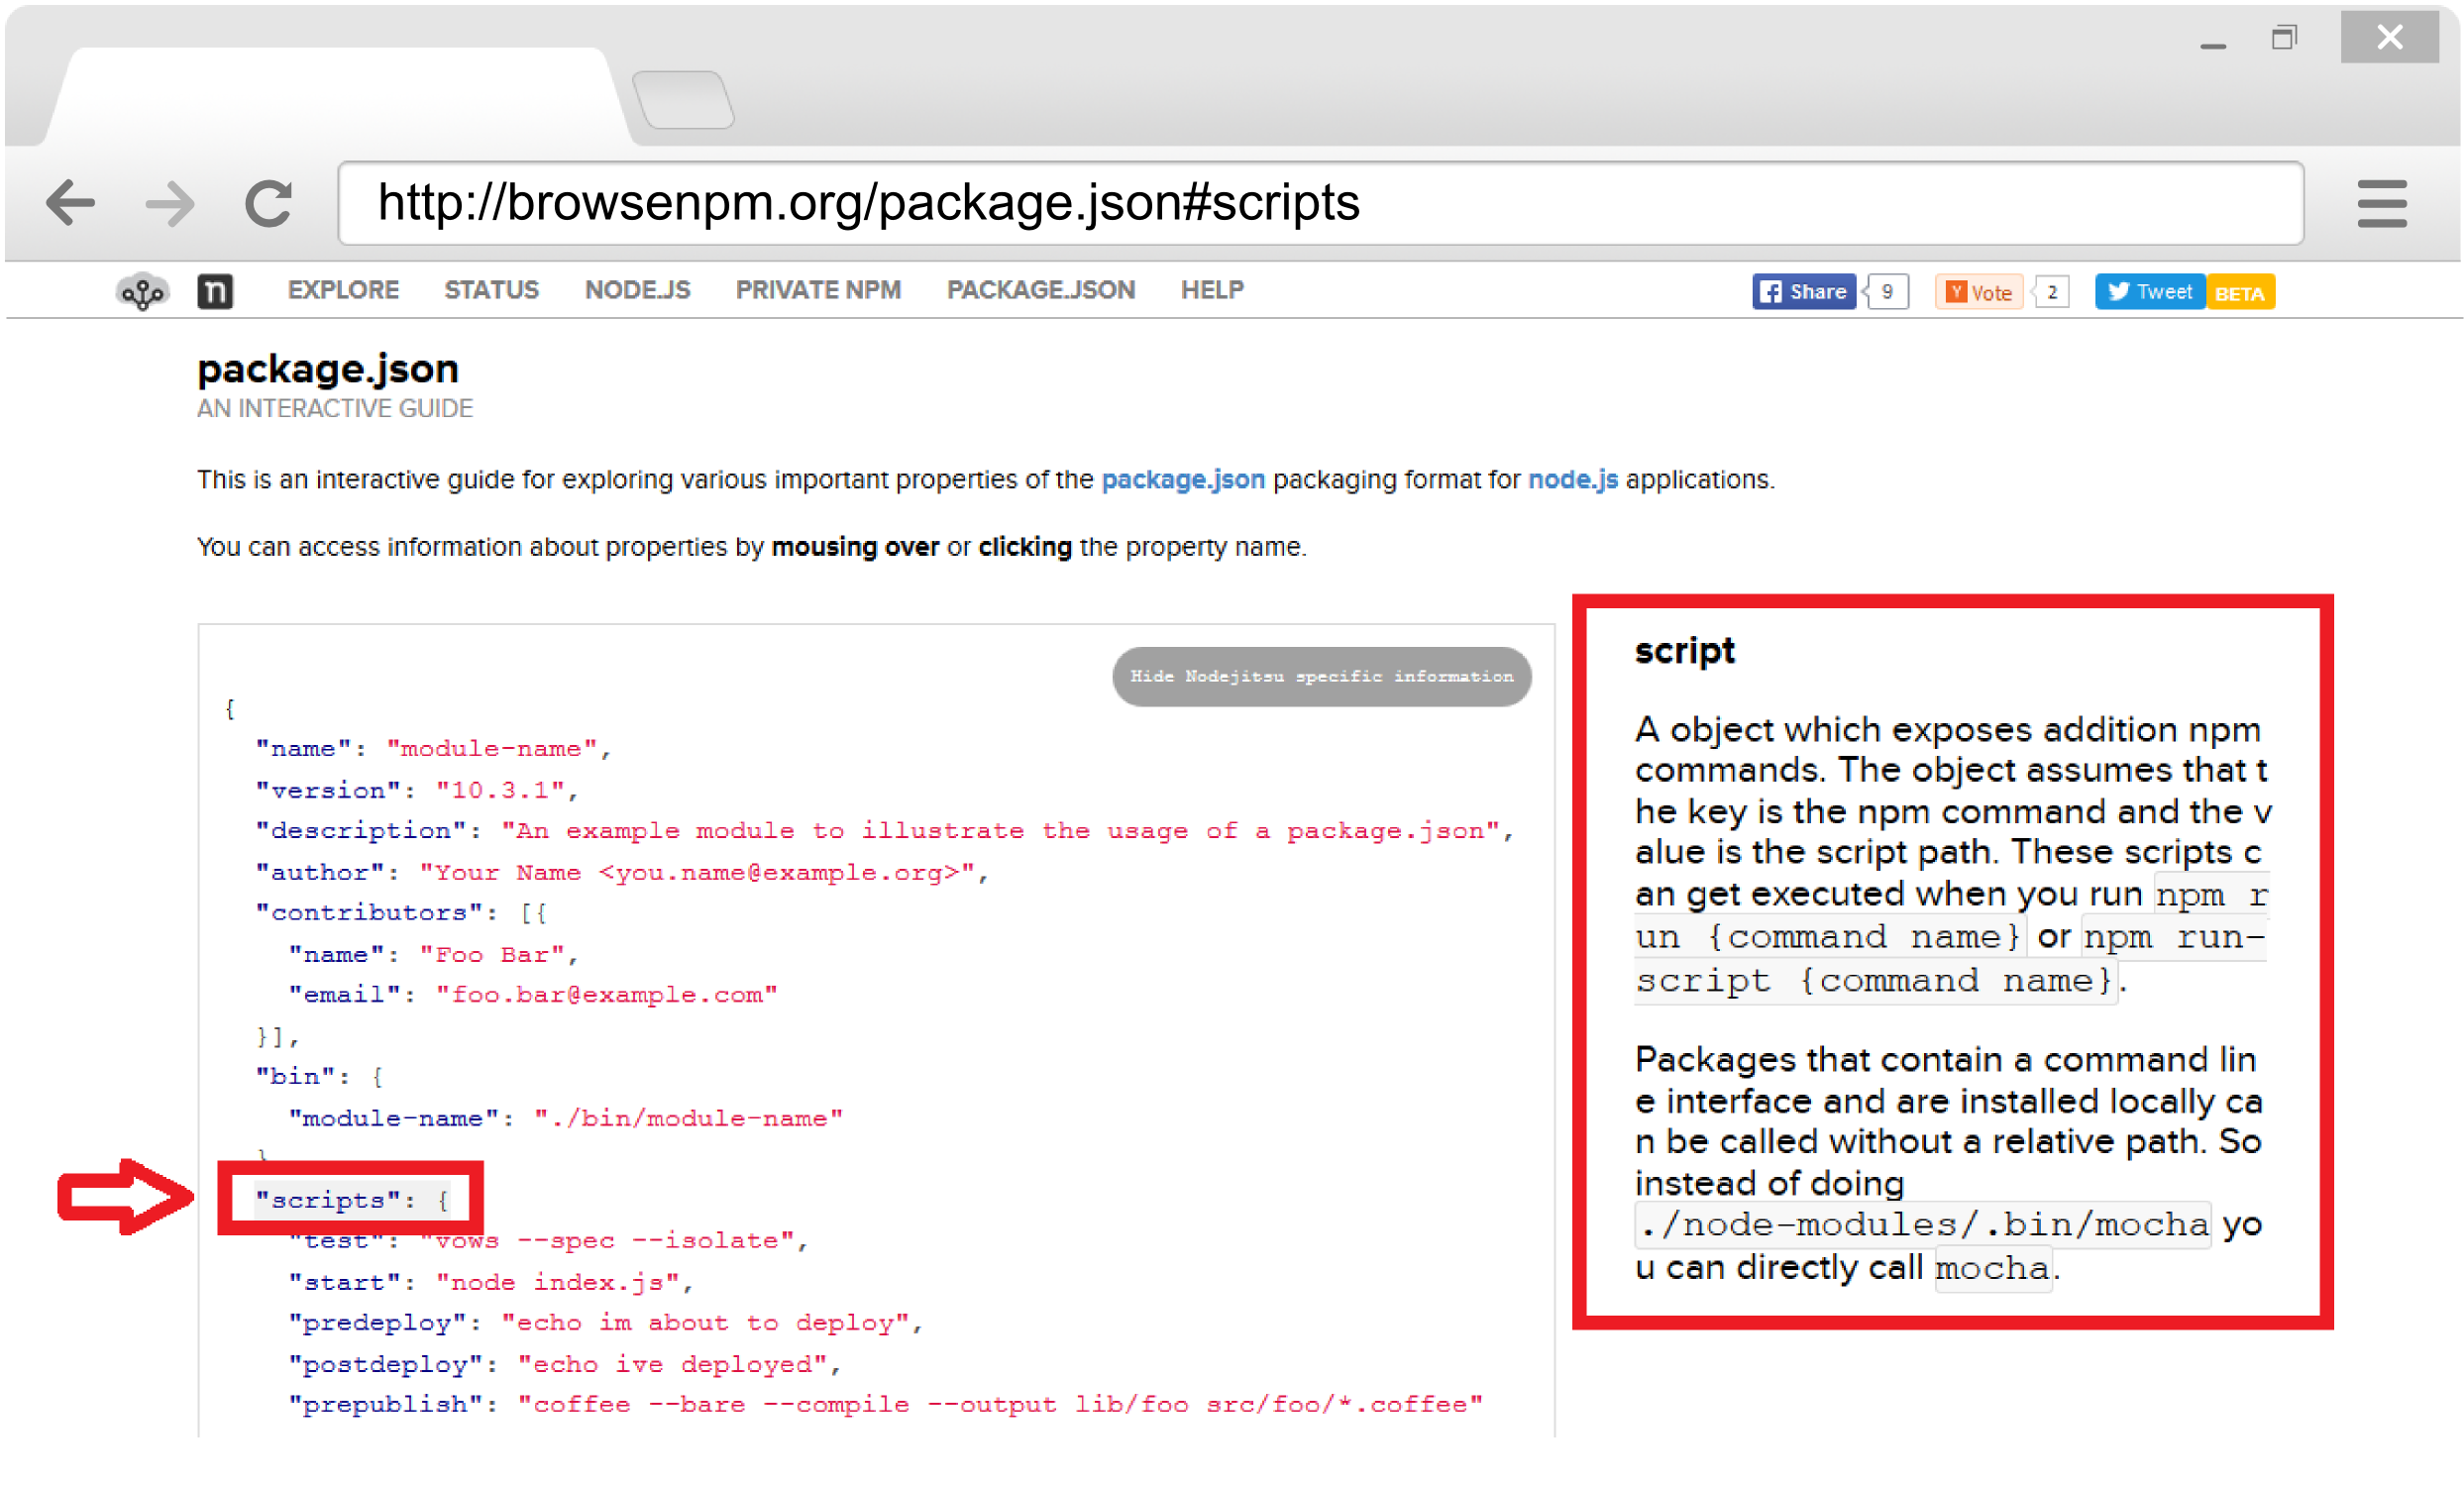 http://browsenpm.org/package.json#scripts
n EXPLORE STATUS NODE.JS PRIVATE NPM PACKAGE.JSON HELP f Share 9 Y Vote 2 Tweet BETA
package.json
AN INTERACTIVE GUIDE
This is an interactive guide for exploring various important properties of the package.json packaging format for node.js applications.
You can access information about properties by mousing over or clicking the property name.
Hide Nodejitsu specific information
{
"name": "module-name",
"version": "10.3.1",
"description": "An example module to illustrate the usage of a package.json",
"author": "Your Name <you.name@example.org>",
"contributors": [{
"name": "Foo Bar",
"email": "foo.bar@example.com"
}],
"bin": {
"module-name": "./bin/module-name"
}
"scripts": {
"test": "vows --spec --isolate",
"start": "node index.js",
"predeploy": "echo im about to deploy",
"postdeploy": "echo ive deployed",
"prepublish": "coffee --bare --compile --output lib/foo src/foo/*.coffee"
script
A object which exposes addition npm
commands. The object assumes that t
he key is the npm command and the v
alue is the script path. These scripts c
an get executed when you run npm r
un {command name} or npm run-
script {command name}.
Packages that contain a command lin
e interface and are installed locally ca
n be called without a relative path. So
instead of doing
./node-modules/.bin/mocha yo
u can directly call mocha.